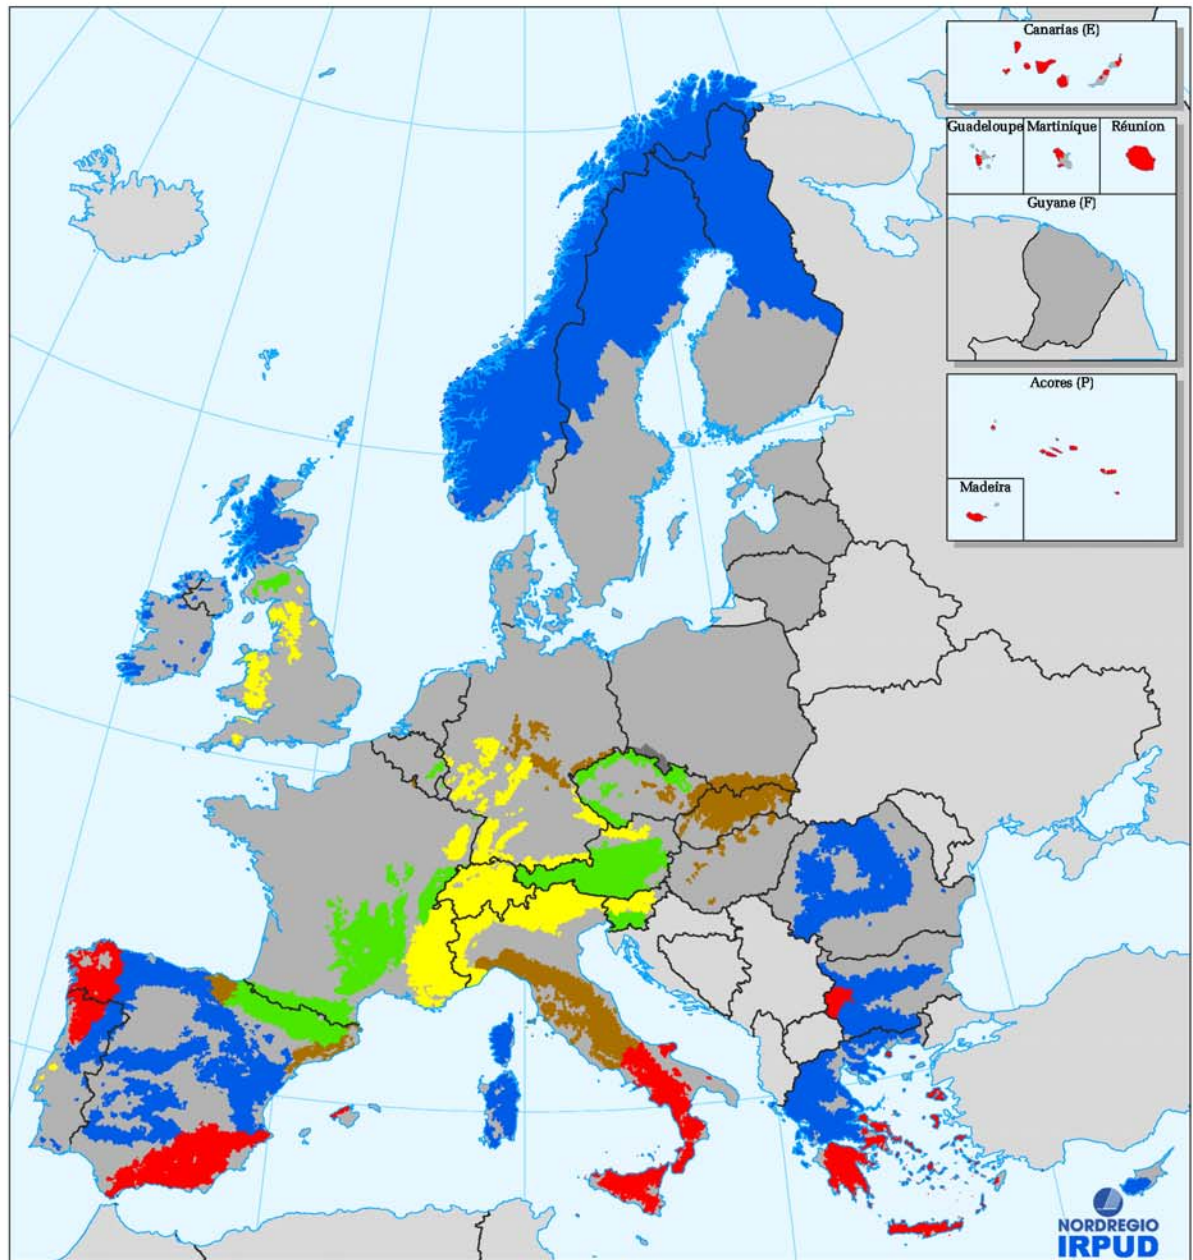 Canarias (E)
Guadeloupe
Martinique
Réunion
Guyane (F)
Acores (P)
Madeira
NORDREGIO
IRPUD